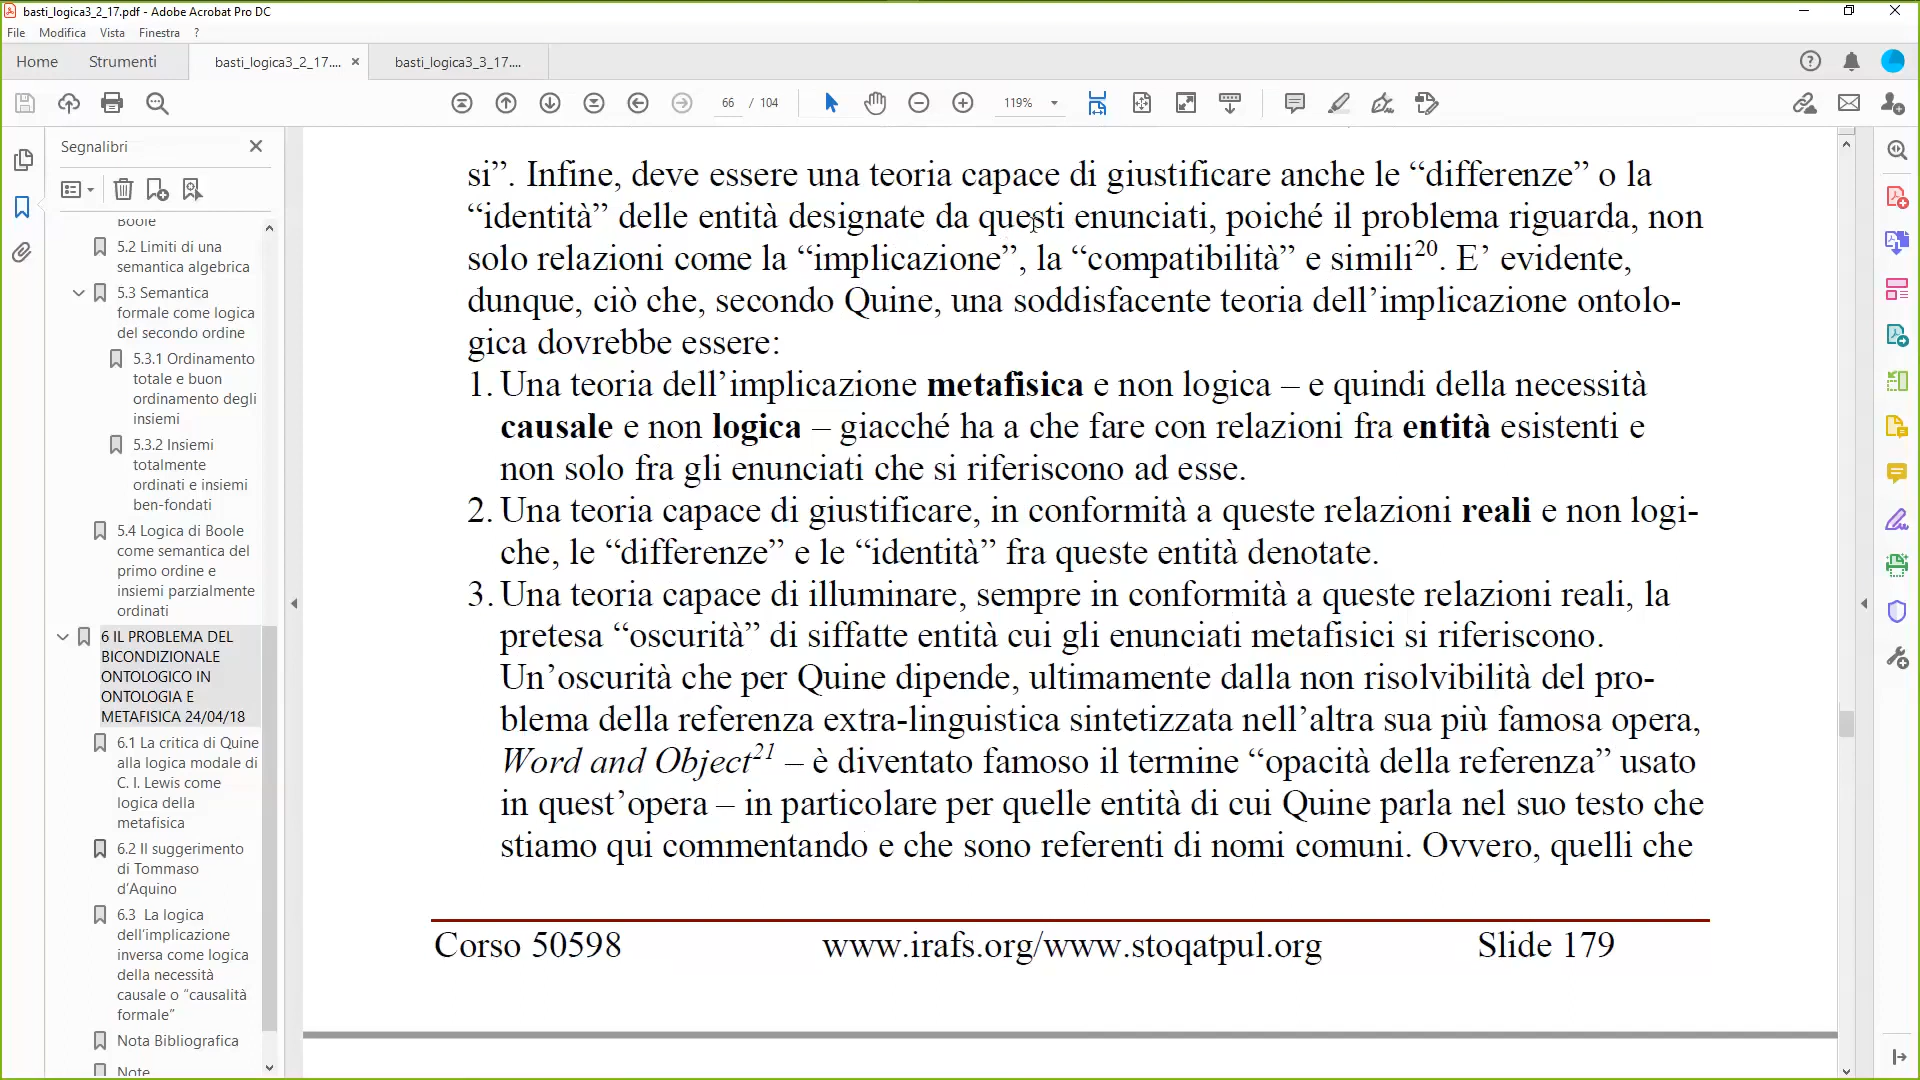 basti_logica3_2_17.pdf - Adobe Acrobat Pro DC
File Modifica Vista Finestra ?
Home Strumenti basti_logica3_2_17.... × basti_logica3_3_17....
66 / 104 119%
Segnalibri
Boole
5.2 Limiti di una
semantica algebrica
5.3 Semantica
formale come logica
del secondo ordine
5.3.1 Ordinamento
totale e buon
ordinamento degli
insiemi
5.3.2 Insiemi
totalmente
ordinati e insiemi
ben-fondati
5.4 Logica di Boole
come semantica del
primo ordine e
insiemi parzialmente
ordinati
6 IL PROBLEMA DEL
BICONDIZIONALE
ONTOLOGICO IN
ONTOLOGIA E
METAFISICA 24/04/18
6.1 La critica di Quine
alla logica modale di
C. I. Lewis come
logica della
metafisica
6.2 Il suggerimento
di Tommaso
d'Aquino
6.3 La logica
dell'implicazione
inversa come logica
della necessità
causale o "causalità
formale"
Nota Bibliografica
Note
si”. Infine, deve essere una teoria capace di giustificare anche le “differenze” o la
“identità” delle entità designate da questi enunciati, poiché il problema riguarda, non
solo relazioni come la “implicazione”, la “compatibilità” e simili20. E’ evidente,
dunque, ciò che, secondo Quine, una soddisfacente teoria dell’implicazione ontolo-
gica dovrebbe essere:
1. Una teoria dell’implicazione metafisica e non logica – e quindi della necessità
causale e non logica – giacché ha a che fare con relazioni fra entità esistenti e
non solo fra gli enunciati che si riferiscono ad esse.
2. Una teoria capace di giustificare, in conformità a queste relazioni reali e non logi-
che, le “differenze” e le “identità” fra queste entità denotate.
3. Una teoria capace di illuminare, sempre in conformità a queste relazioni reali, la
pretesa “oscurità” di siffatte entità cui gli enunciati metafisici si riferiscono.
Un’oscurità che per Quine dipende, ultimamente dalla non risolvibilità del pro-
blema della referenza extra-linguistica sintetizzata nell’altra sua più famosa opera,
Word and Object21 – è diventato famoso il termine “opacità della referenza” usato
in quest’opera – in particolare per quelle entità di cui Quine parla nel suo testo che
stiamo qui commentando e che sono referenti di nomi comuni. Ovvero, quelli che
Corso 50598 www.irafs.org/www.stoqatpul.org Slide 179